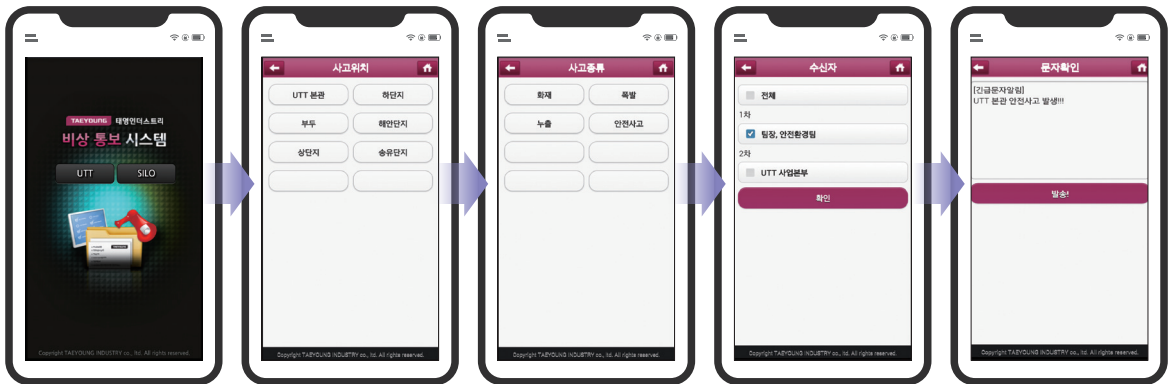 TAEYOUNG 태영인더스트리
비상 통보 시스템
UTT SILO
Copyright TAEYOUNG INDUSTRY co., ltd. All rights reserved.
사고위치
UTT 본관 하단지
부두 해안단지
상단지 송유단지
Copyright TAEYOUNG INDUSTRY co., ltd. All rights reserved.
사고종류
화재 폭발
누출 안전사고
Copyright TAEYOUNG INDUSTRY co., ltd. All rights reserved.
수신자
전체
1차
팀장, 안전환경팀
2차
UTT 사업본부
확인
Copyright TAEYOUNG INDUSTRY co., ltd. All rights reserved.
문자확인
[긴급문자알림]
UTT 본관 안전사고 발생!!!
발송!
Copyright TAEYOUNG INDUSTRY co., ltd. All rights reserved.